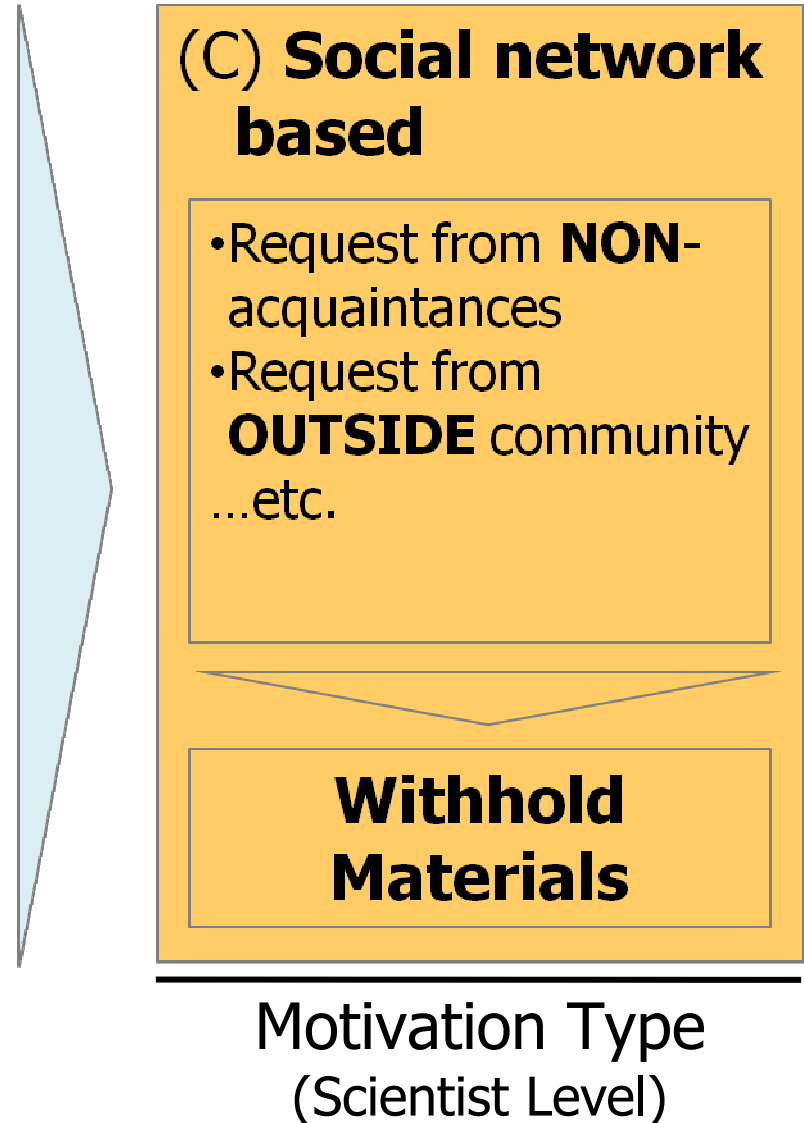 (C) Social network
based
•Request from NON-
acquaintances
•Request from
OUTSIDE community
...etc.
Withhold
Materials
Motivation Type
(Scientist Level)